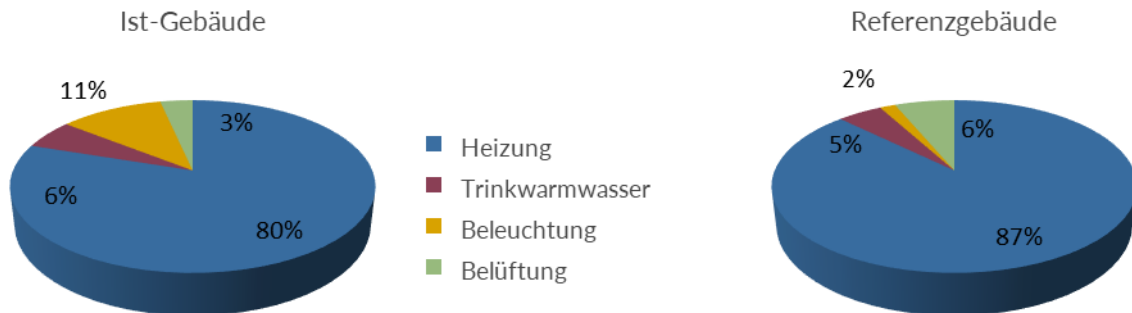 Ist-Gebäude
11%
3%
6%
80%
Heizung
Trinkwarmwasser
Beleuchtung
Belüftung
Referenzgebäude
2%
6%
5%
87%